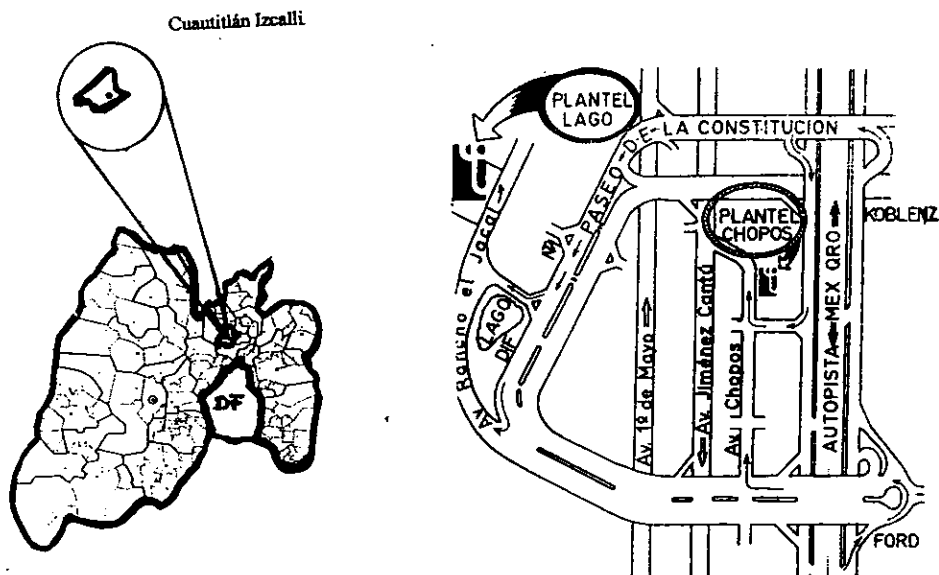 Cuautitlán Izcalli
DF
PLANTEL
LAGO
PASEO-DE-LA CONSTITUCION
PLANTEL
CHOPOS
KOBLENZ
Av Rancho el Jacal
LAGO
DIF
Av. 1º de Mayo
Av. Jiménez Cantú
Av. Chopos
AUTOPISTA MEX QRO
FORD